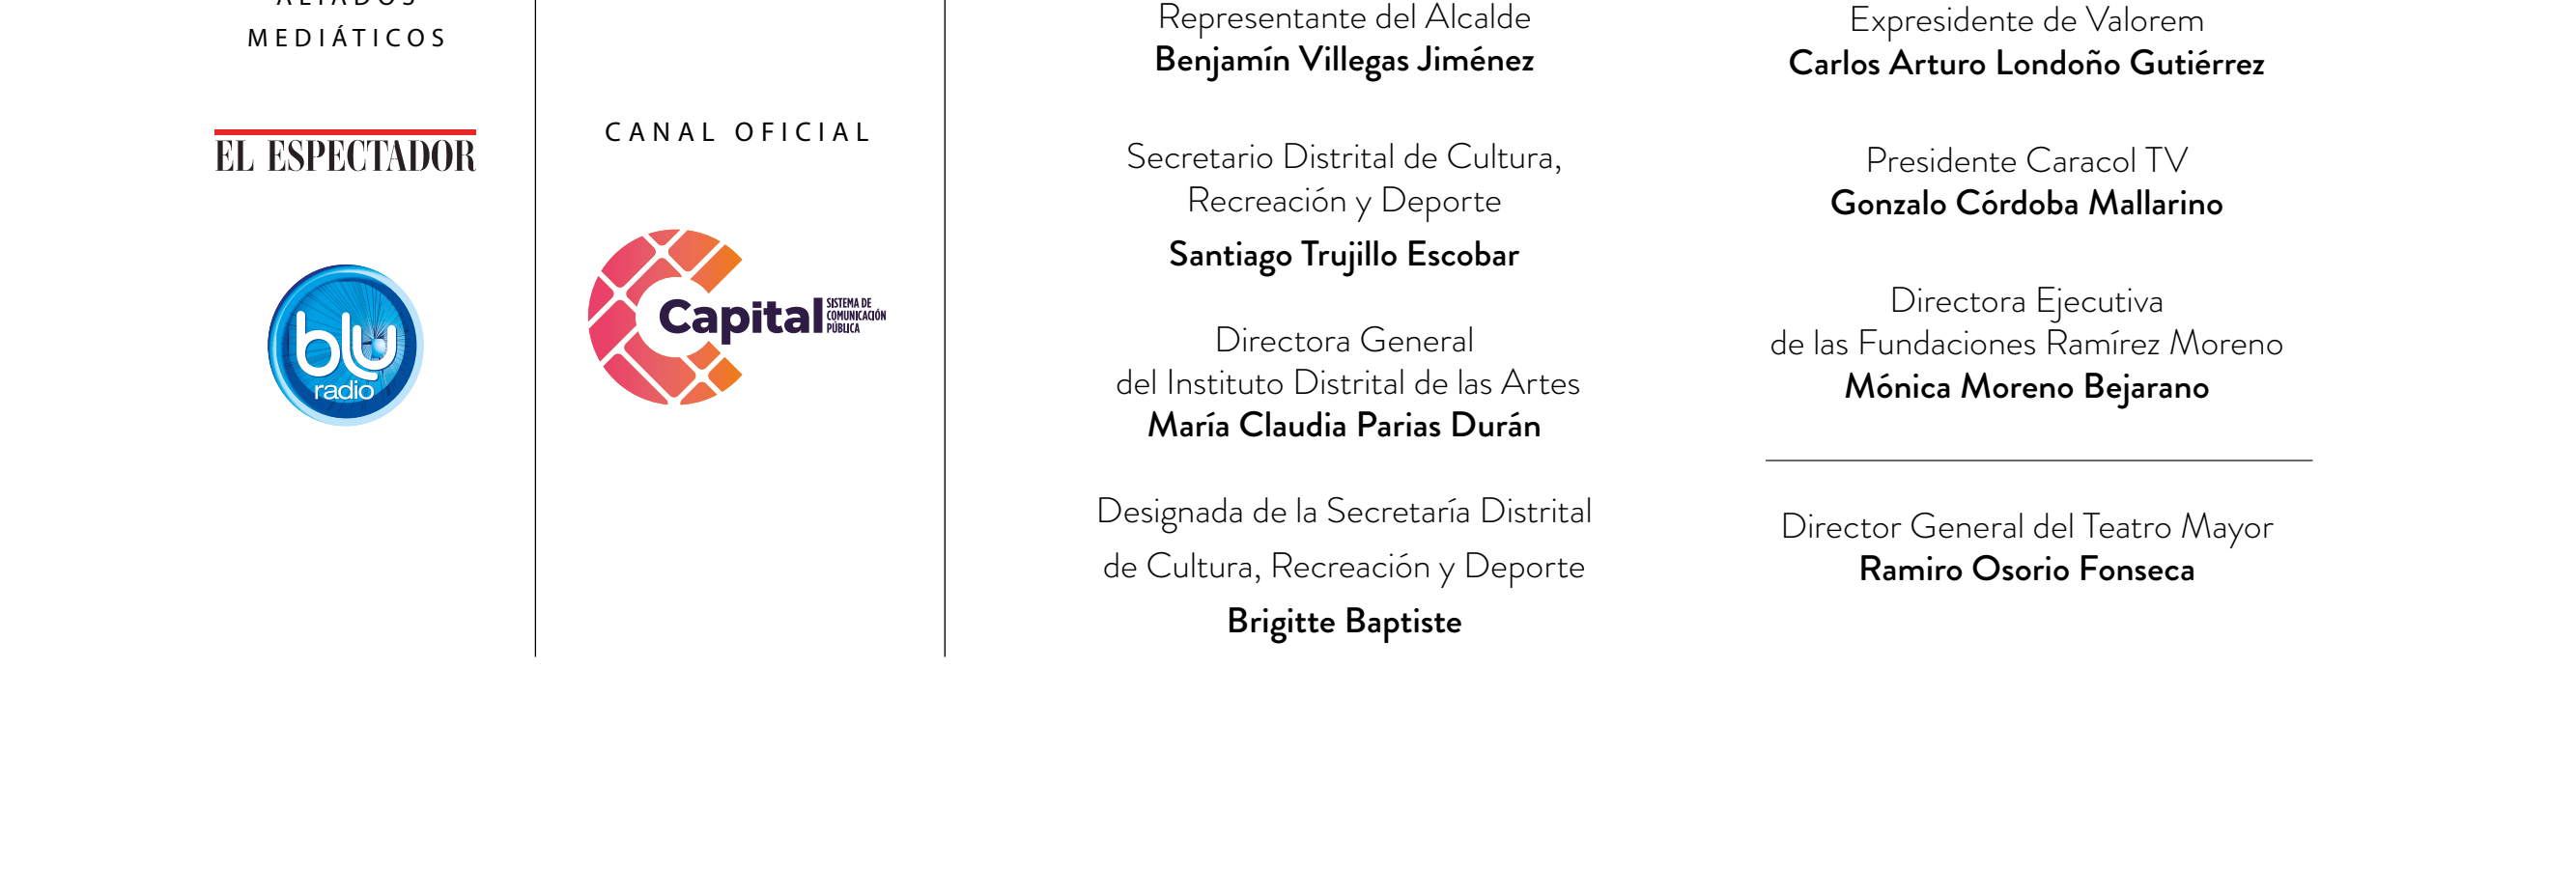 ALIADOS
MEDIÁTICOS
EL ESPECTADOR
blu
radio
CANAL OFICIAL
Capital
SISTEMA DE
COMUNICACIÓN
PÚBLICA
Representante del Alcalde
Benjamín Villegas Jiménez
Secretario Distrital de Cultura,
Recreación y Deporte
Santiago Trujillo Escobar
Directora General
del Instituto Distrital de las Artes
María Claudia Parias Durán
Designada de la Secretaría Distrital
de Cultura, Recreación y Deporte
Brigitte Baptiste
Expresidente de Valorem
Carlos Arturo Londoño Gutiérrez
Presidente Caracol TV
Gonzalo Córdoba Mallarino
Directora Ejecutiva
de las Fundaciones Ramírez Moreno
Mónica Moreno Bejarano
Director General del Teatro Mayor
Ramiro Osorio Fonseca